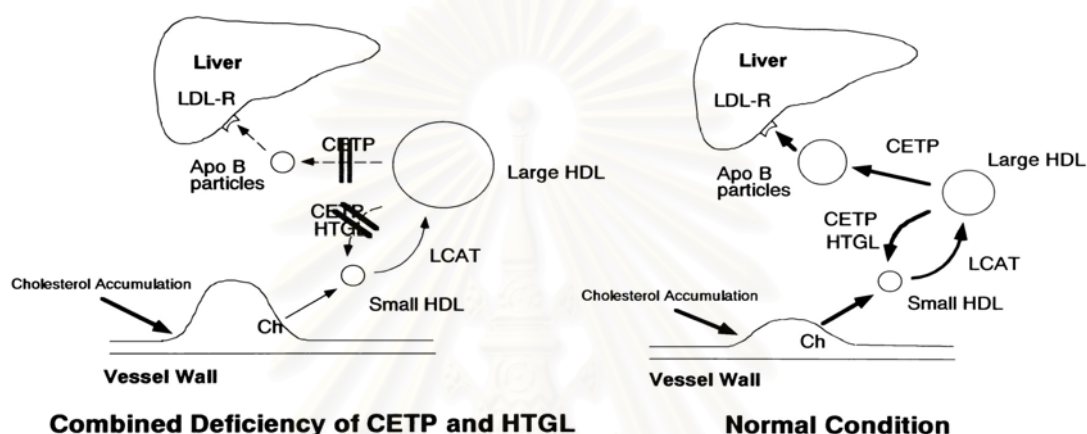 Liver
LDL-R
Apo B
particles
CETP
Large HDL
CETP
HTGL
LCAT
Small HDL
Cholesterol Accumulation
Ch
Vessel Wall
Combined Deficiency of CETP and HTGL
Liver
LDL-R
Apo B
particles
CETP
Large HDL
CETP
HTGL
LCAT
Small HDL
Cholesterol Accumulation
Ch
Vessel Wall
Normal Condition